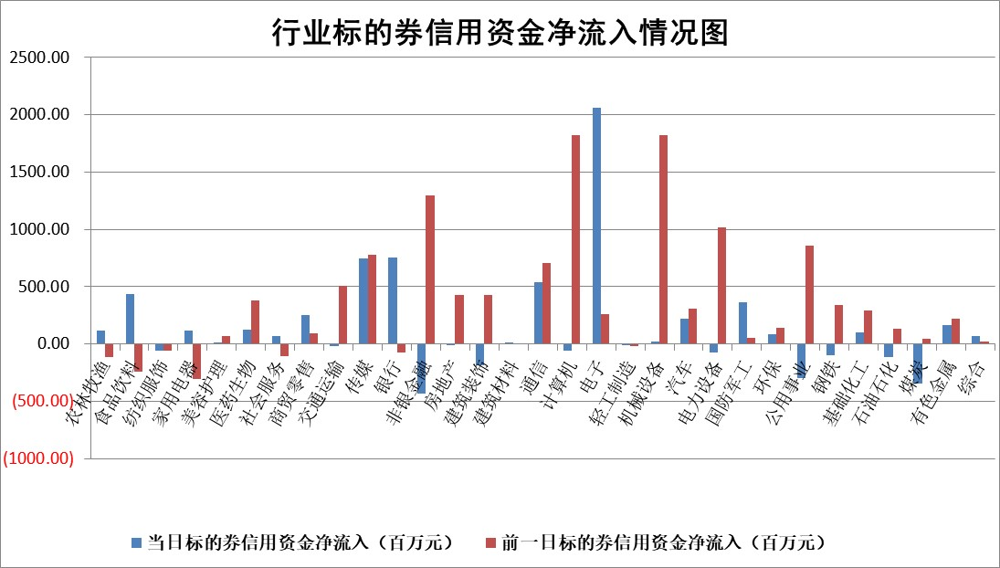 行业标的券信用资金净流入情况图
2500.00
2000.00
1500.00
1000.00
500.00
0.00
(500.00)
(1000.00)
农林牧渔
食品饮料
纺织服饰
家用电器
美容护理
医药生物
社会服务
商贸零售
交通运输
传媒
银行
非银金融
房地产
建筑装饰
建筑材料
通信
计算机
电子
轻工制造
机械设备
汽车
电力设备
国防军工
环保
公用事业
钢铁
基础化工
石油石化
煤炭
有色金属
综合
当日标的券信用资金净流入（百万元） 前一日标的券信用资金净流入（百万元）